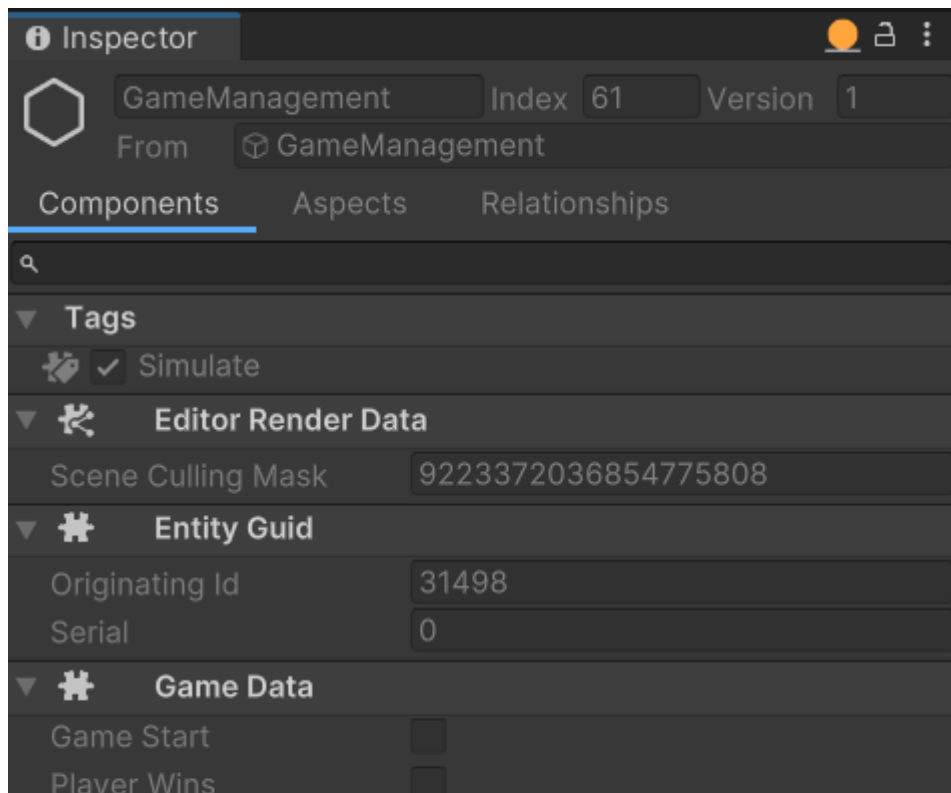 Inspector
GameManagement Index 61 Version 1
From GameManagement
Components Aspects Relationships
Tags
Simulate
Editor Render Data
Scene Culling Mask 9223372036854775808
Entity Guid
Originating Id 31498
Serial 0
Game Data
Game Start
Player Wins